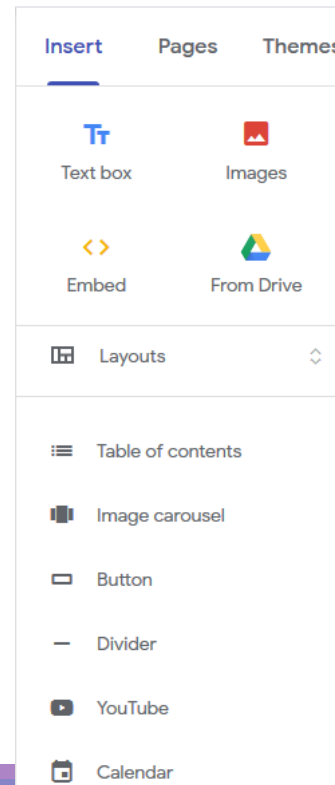 Insert Pages Themes
Text box Images
Embed From Drive
Layouts
Table of contents
Image carousel
Button
Divider
YouTube
Calendar